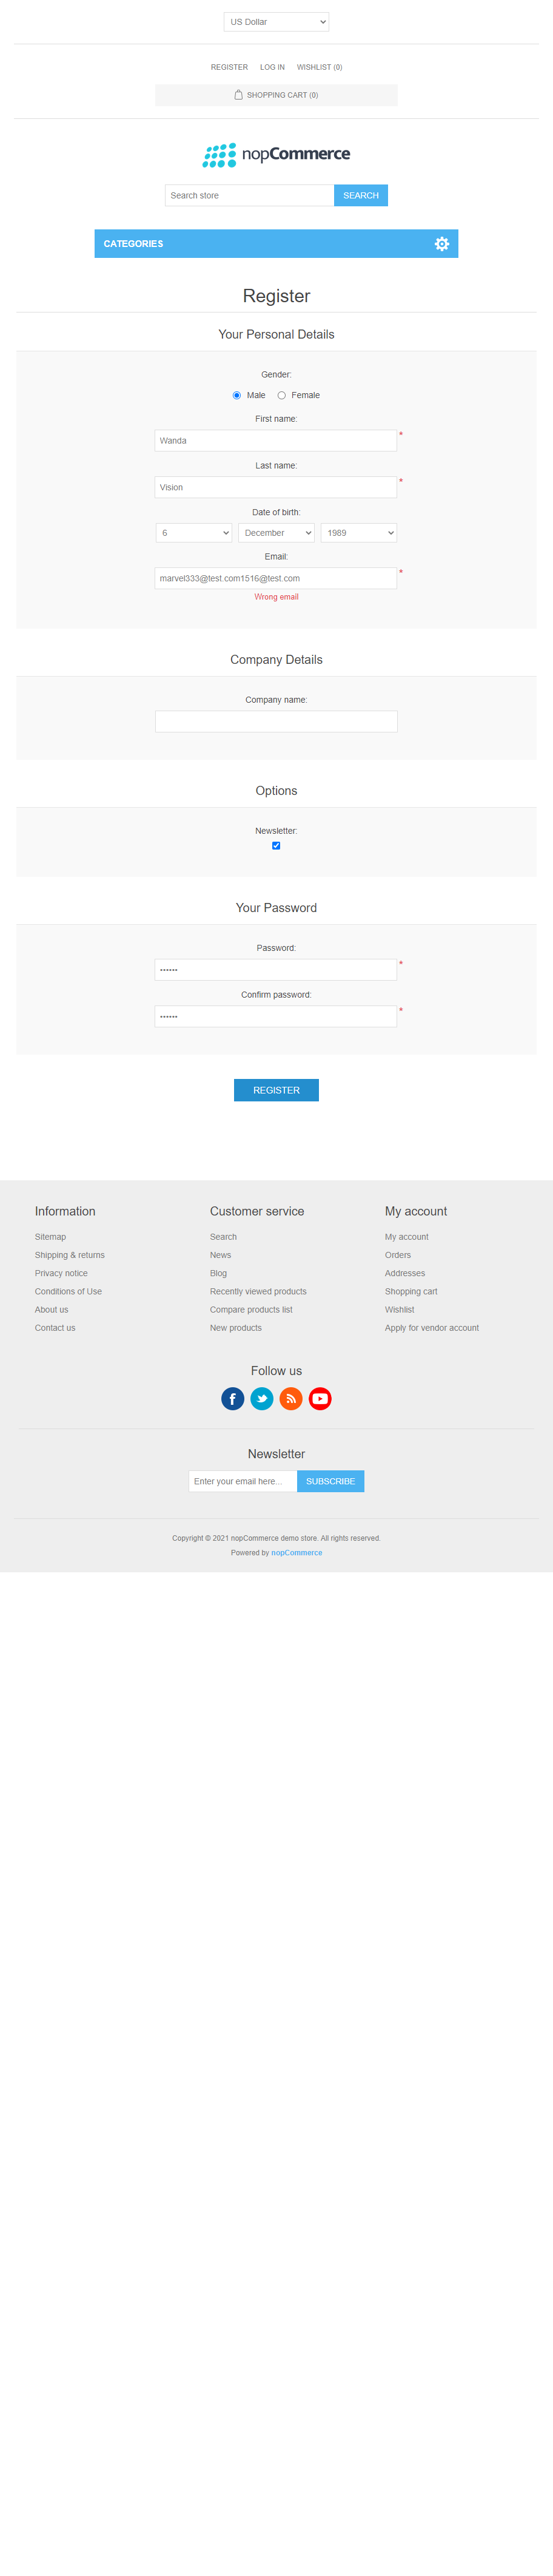 US Dollar
REGISTER LOG IN WISHLIST (0)
SHOPPING CART (0)
nopCommerce
Search store SEARCH
CATEGORIES
Register
Your Personal Details
Gender:
Male Female
First name:
Wanda *
Last name:
Vision *
Date of birth:
6 December 1989
Email:
marvel333@test.com1516@test.com *
Wrong email
Company Details
Company name:
Options
Newsletter:
Your Password
Password:
•••••• *
Confirm password:
•••••• *
REGISTER
Information Customer service My account
Sitemap Search My account
Shipping & returns News Orders
Privacy notice Blog Addresses
Conditions of Use Recently viewed products Shopping cart
About us Compare products list Wishlist
Contact us New products Apply for vendor account
Follow us
Newsletter
Enter your email here... SUBSCRIBE
Copyright © 2021 nopCommerce demo store. All rights reserved.
Powered by nopCommerce